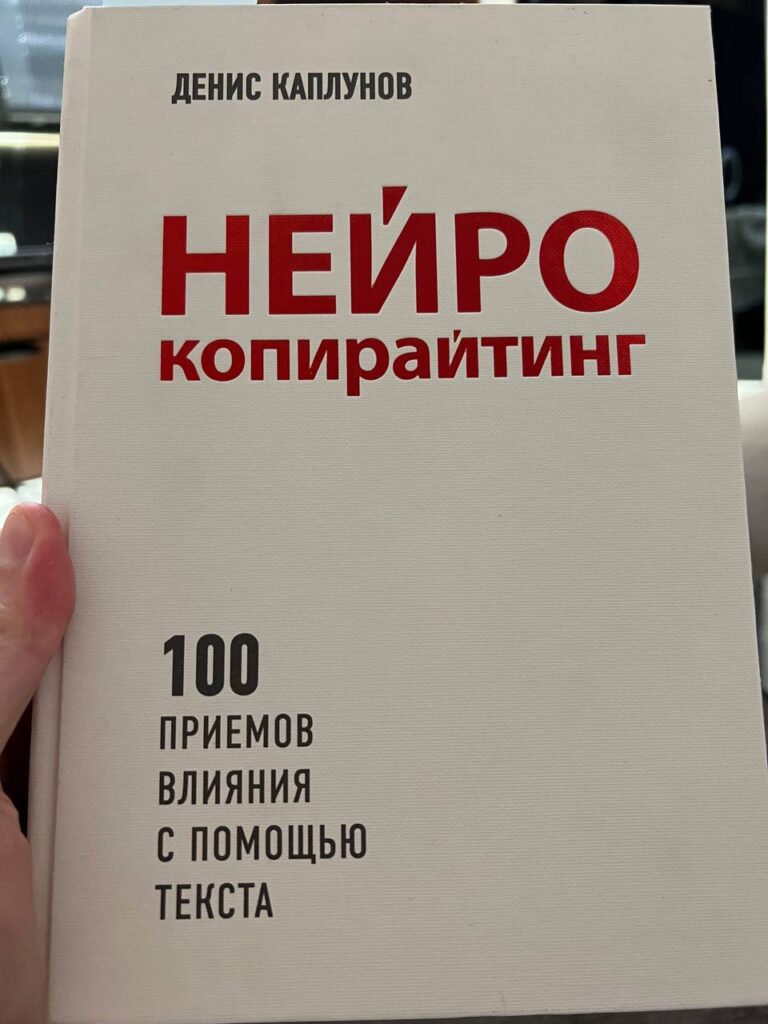 ДЕНИС КАПЛУНОВ
НЕЙРО
копирайтинг
100
ПРИЕМОВ
ВЛИЯНИЯ
С ПОМОЩЬЮ
ТЕКСТА